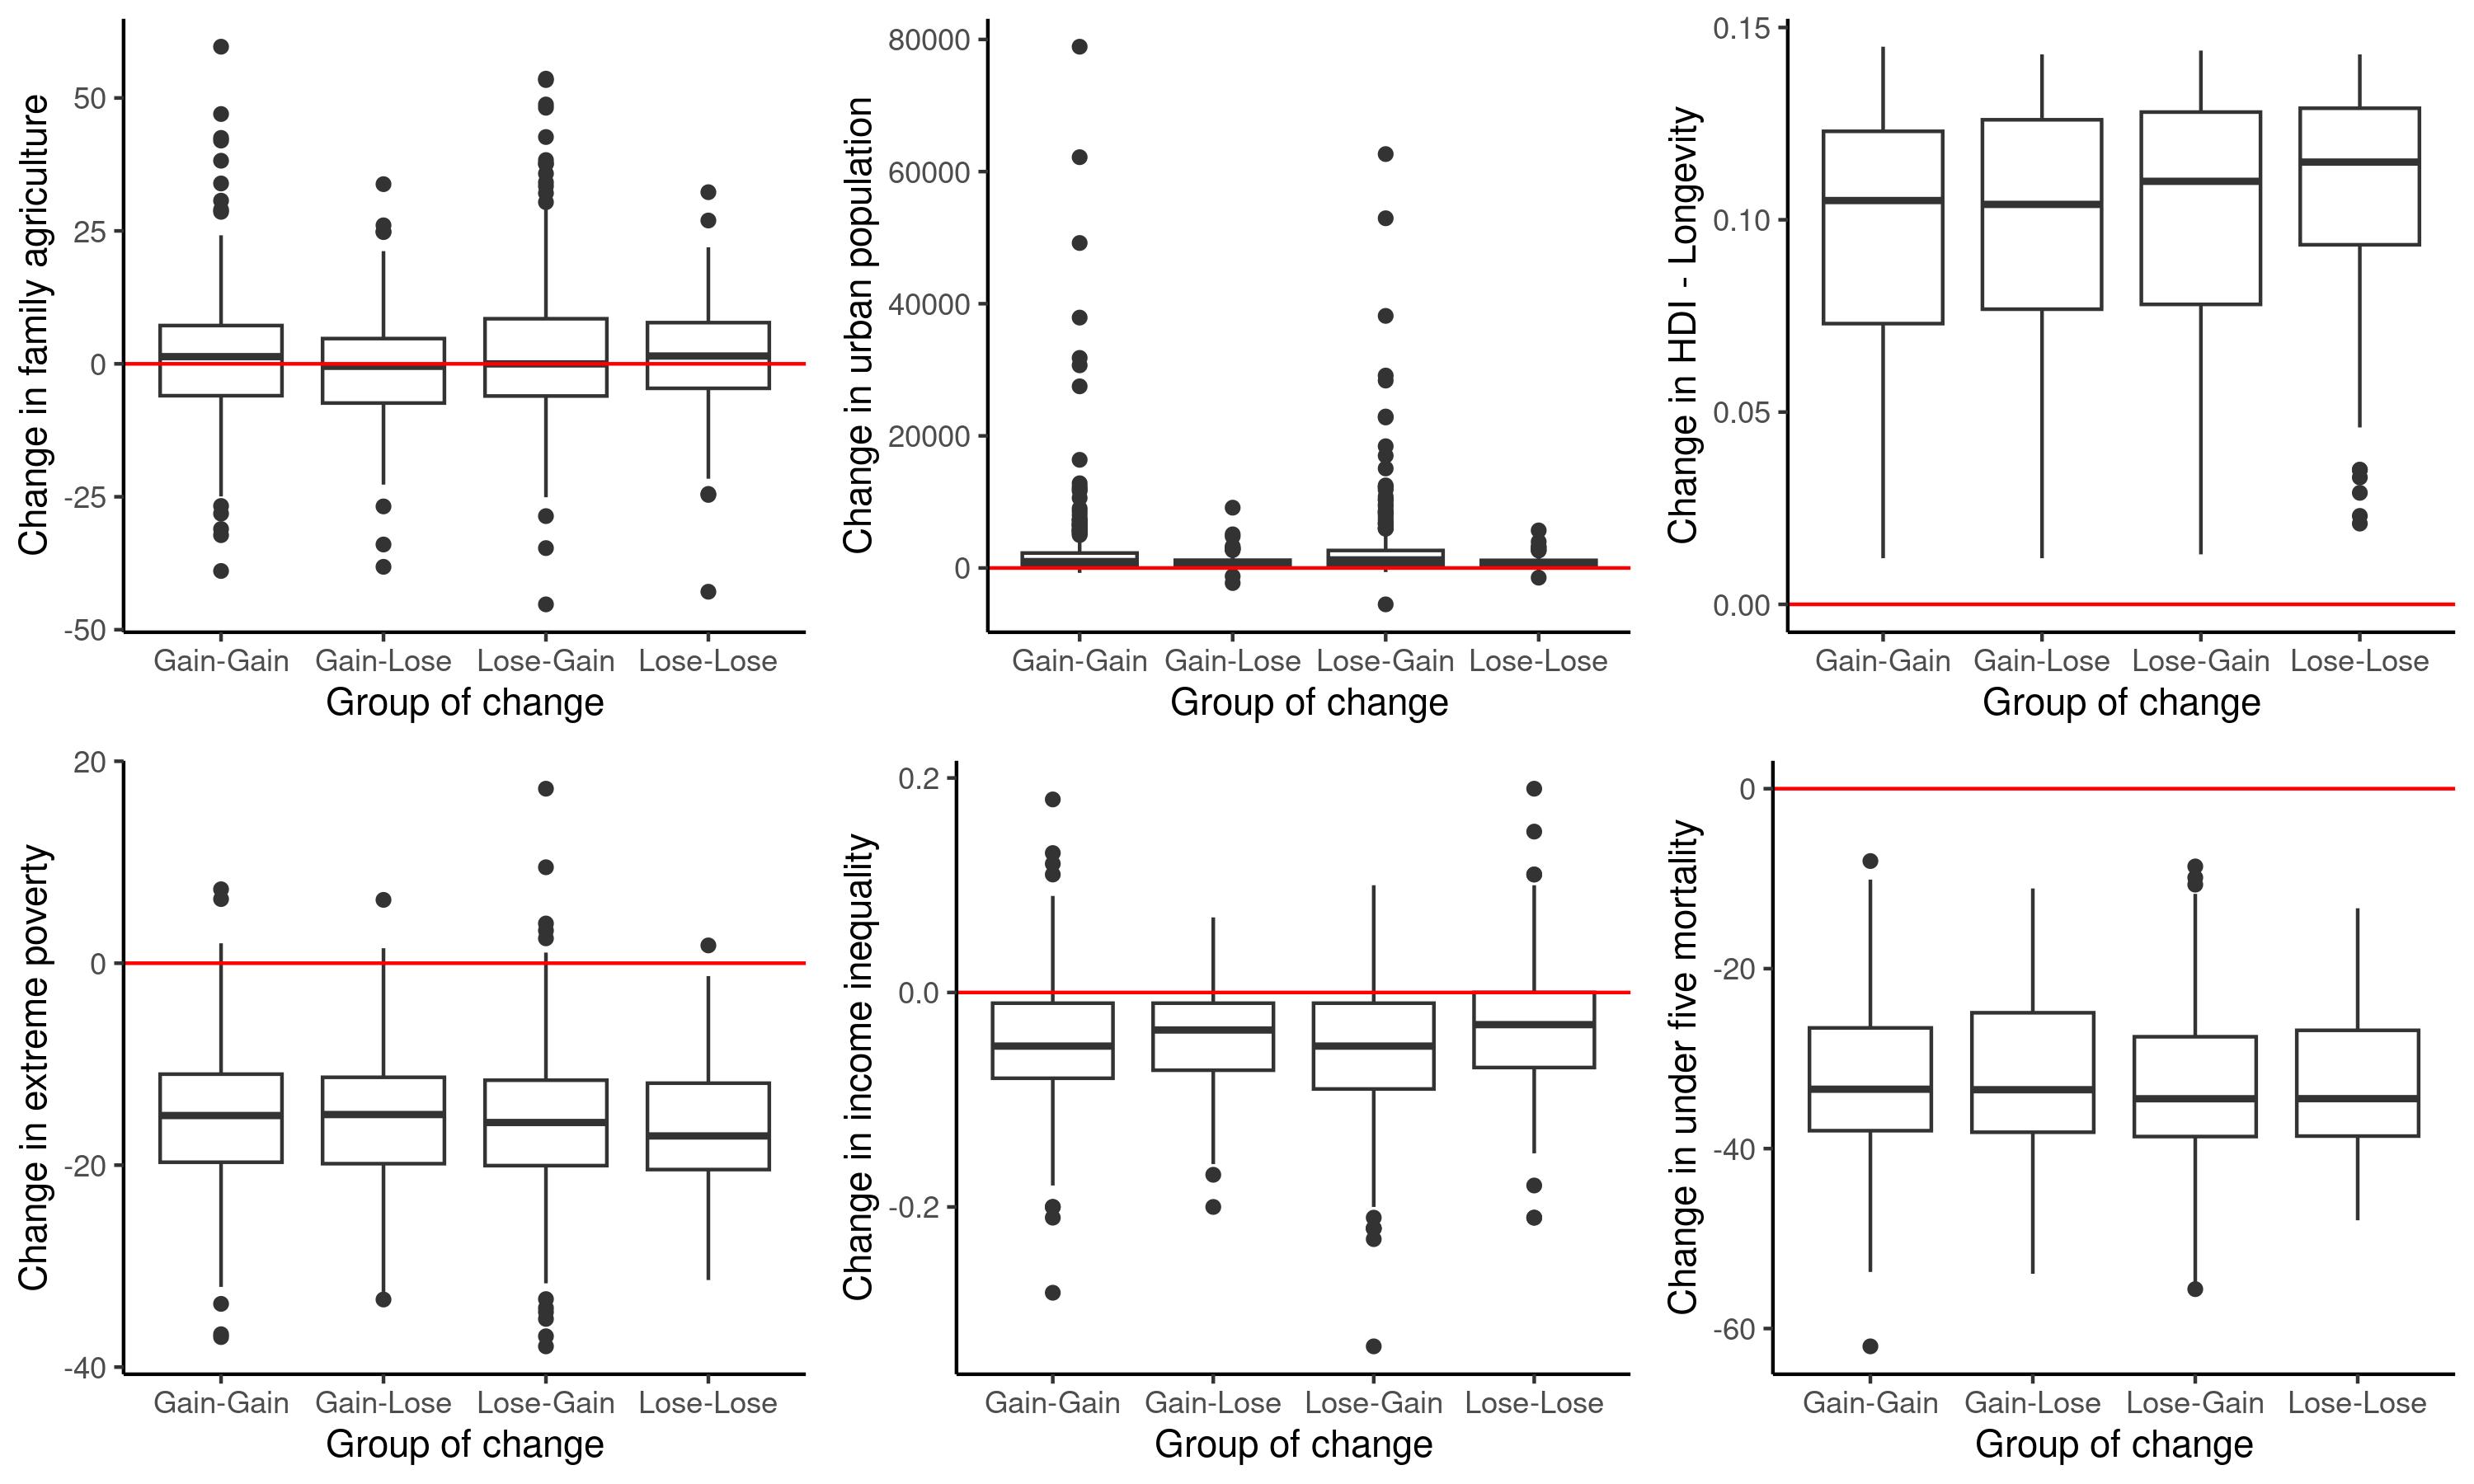 Change in family agriculture
50
25
0
-25
-50
Gain-Gain Gain-Lose Lose-Gain Lose-Lose
Group of change
Change in urban population
80000
60000
40000
20000
0
Gain-Gain Gain-Lose Lose-Gain Lose-Lose
Group of change
Change in HDI - Longevity
0.15
0.10
0.05
0.00
Gain-Gain Gain-Lose Lose-Gain Lose-Lose
Group of change
Change in extreme poverty
20
0
-20
-40
Gain-Gain Gain-Lose Lose-Gain Lose-Lose
Group of change
Change in income inequality
0.2
0.0
-0.2
Gain-Gain Gain-Lose Lose-Gain Lose-Lose
Group of change
Change in under five mortality
0
-20
-40
-60
Gain-Gain Gain-Lose Lose-Gain Lose-Lose
Group of change